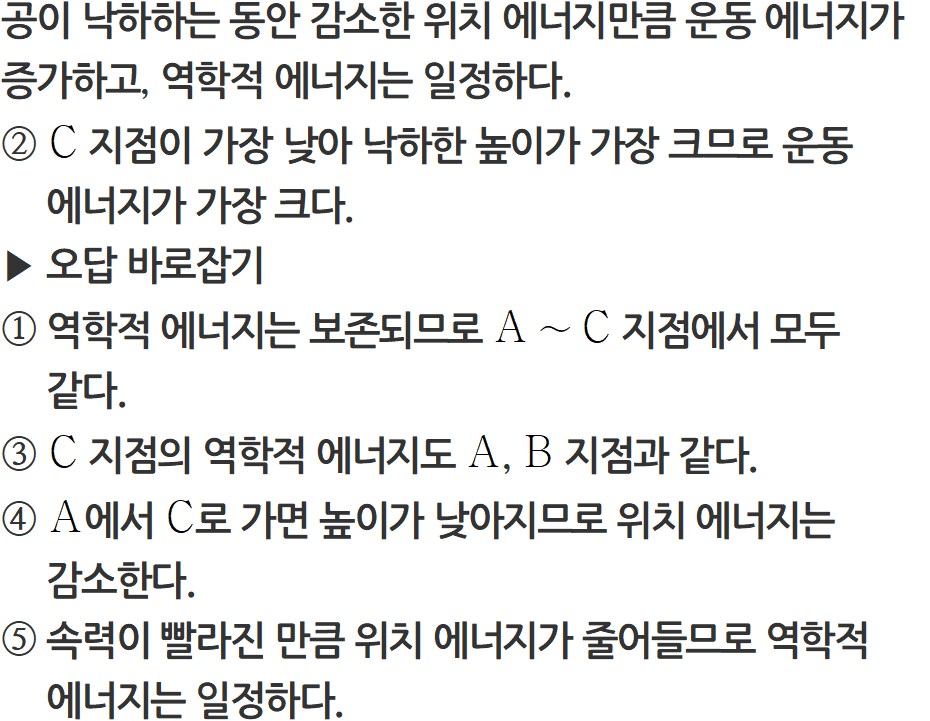 공이 낙하하는 동안 감소한 위치 에너지만큼 운동 에너지가
증가하고, 역학적 에너지는 일정하다.
② C 지점이 가장 낮아 낙하한 높이가 가장 크므로 운동
에너지가 가장 크다.
▶ 오답 바로잡기
① 역학적 에너지는 보존되므로 A ~ C 지점에서 모두
같다.
③ C 지점의 역학적 에너지도 A, B 지점과 같다.
④ A에서 C로 가면 높이가 낮아지므로 위치 에너지는
감소한다.
⑤ 속력이 빨라진 만큼 위치 에너지가 줄어들므로 역학적
에너지는 일정하다.